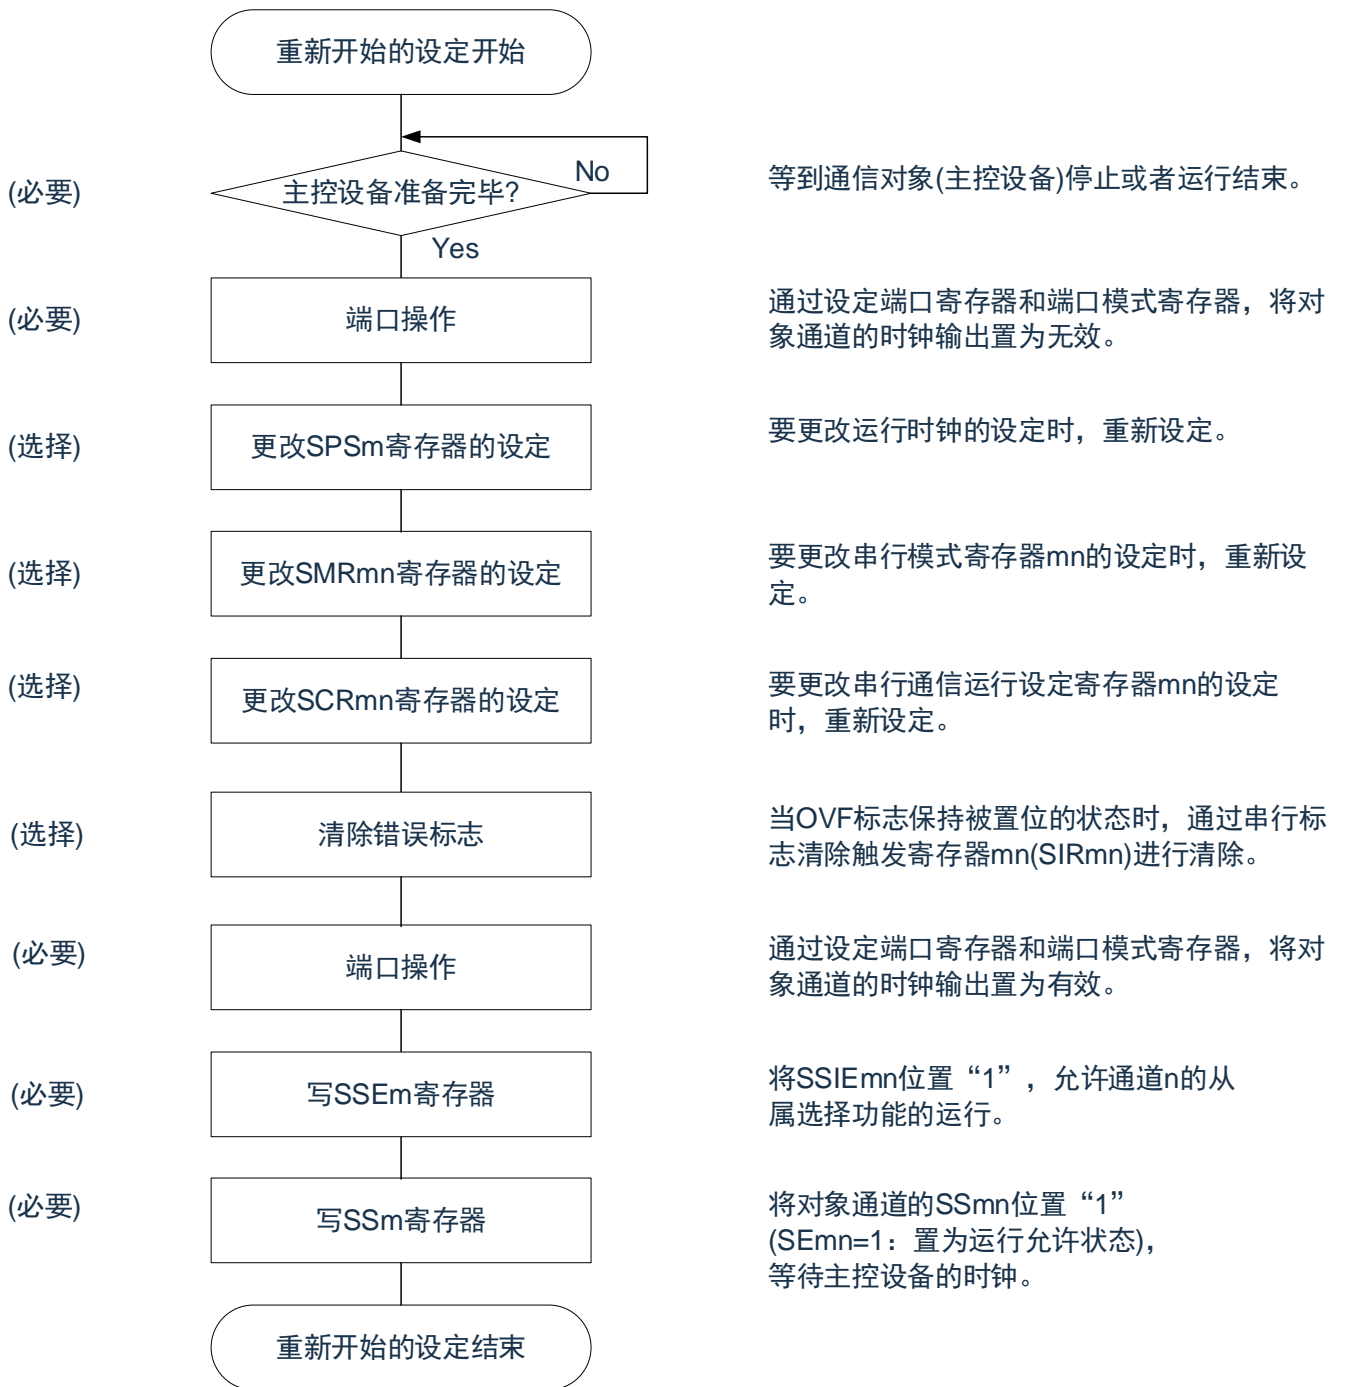 重新开始的设定开始
No
(必要)
主控设备准备完毕?
等到通信对象(主控设备)停止或者运行结束。
Yes
(必要)
端口操作
通过设定端口寄存器和端口模式寄存器，将对
象通道的时钟输出置为无效。
(选择)
更改SPSm寄存器的设定
要更改运行时钟的设定时，重新设定。
(选择)
更改SMRmn寄存器的设定
要更改串行模式寄存器mn的设定时，重新设
定。
(选择)
更改SCRmn寄存器的设定
要更改串行通信运行设定寄存器mn的设定
时，重新设定。
(选择)
清除错误标志
当OVF标志保持被置位的状态时，通过串行标
志清除触发寄存器mn(SIRmn)进行清除。
(必要)
端口操作
通过设定端口寄存器和端口模式寄存器，将对
象通道的时钟输出置为有效。
(必要)
写SSEm寄存器
将SSIEmn位置“1”，允许通道n的从
属选择功能的运行。
(必要)
写SSm寄存器
将对象通道的SSmn位置“1”
(SEmn=1：置为运行允许状态)，
等待主控设备的时钟。
重新开始的设定结束